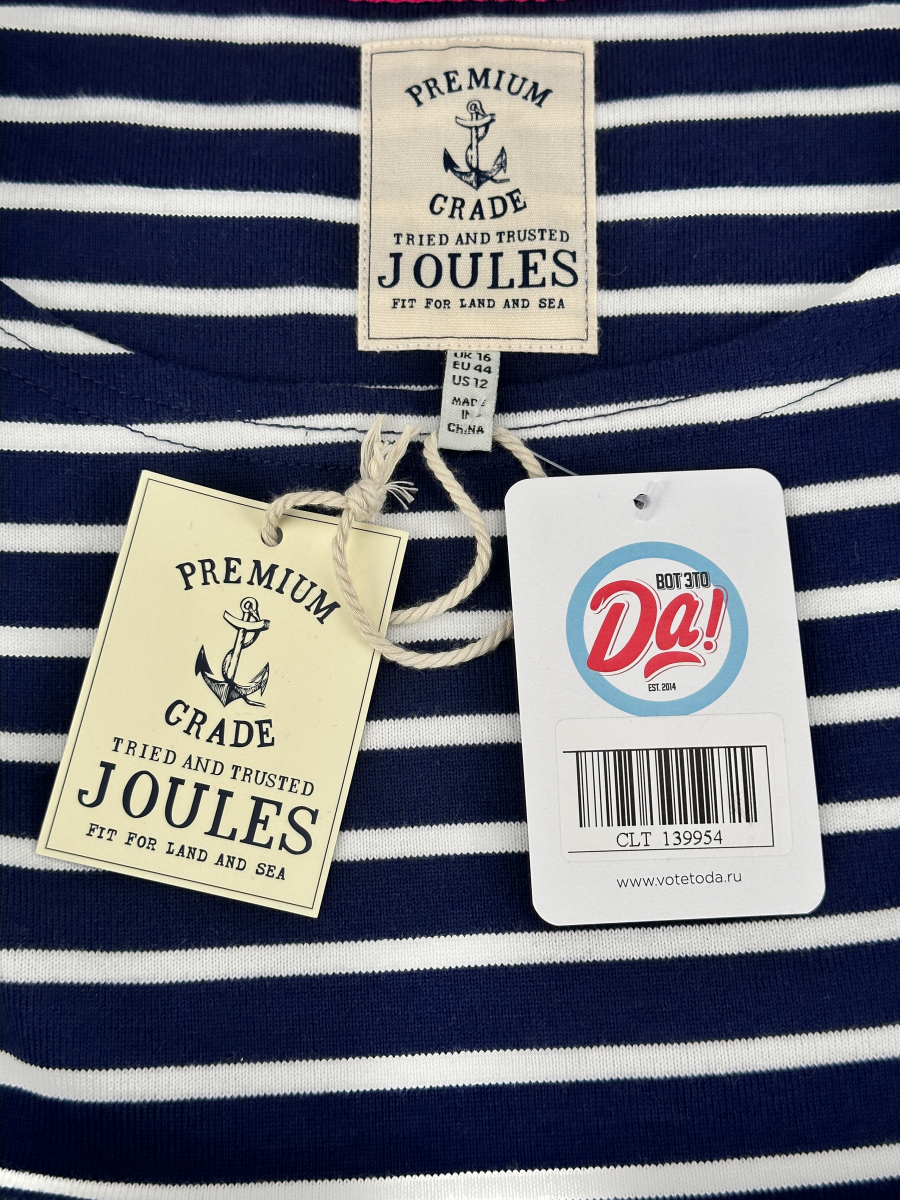 PREMIUM
GRADE
TRIED AND TRUSTED
JOULES
FIT FOR LAND AND SEA
UK 16
EU 44
US 12
MADE
IN
CHINA
PREMIUM
GRADE
TRIED AND TRUSTED
JOULES
FIT FOR LAND AND SEA
ВОТ ЭТО
Da!
EST. 2014
CLT 139954
www.votetoda.ru